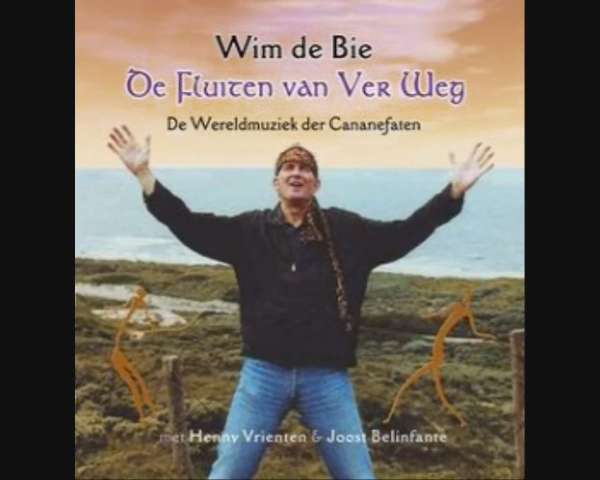 Wim de Bie
De Fluiten van Ver Weg
De Wereldmuziek der Cananefaten
met Henny Vrienten & Joost Belinfante